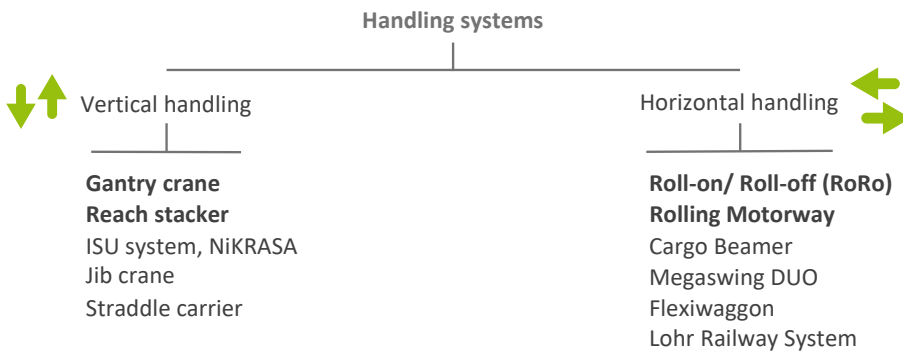 Handling systems
Vertical handling
Horizontal handling
Gantry crane
Reach stacker
ISU system, NiKRASA
Jib crane
Straddle carrier
Roll-on/ Roll-off (RoRo)
Rolling Motorway
Cargo Beamer
Megaswing DUO
Flexiwaggon
Lohr Railway System